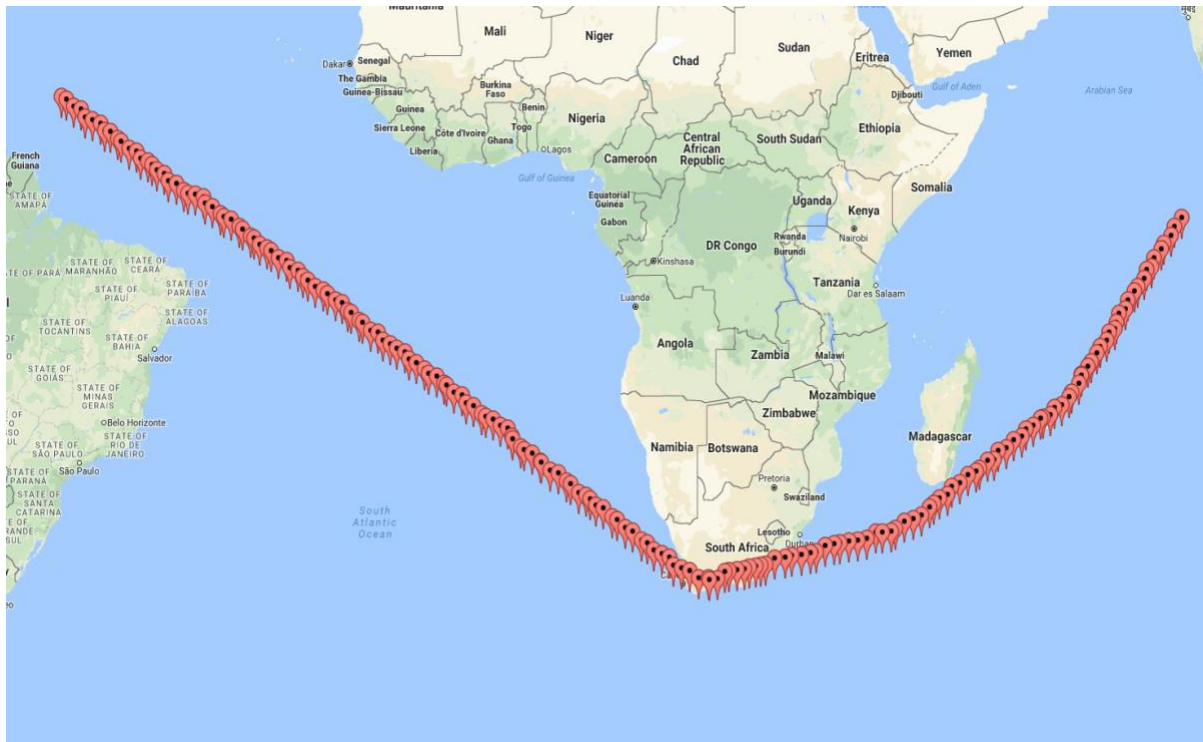 Mauritania
Mali
Niger
Chad
Sudan
Eritrea
Yemen
Gulf of Aden
Arabian Sea
Dakar
Senegal
The Gambia
Guinea-Bissau
Guinea
Sierra Leone
Liberia
Côte d'Ivoire
Burkina
Faso
Ghana
Togo
Benin
Nigeria
Lagos
Gulf of Guinea
Cameroon
Central
African
Republic
South Sudan
Ethiopia
Djibouti
Somalia
Equatorial
Guinea
Gabon
DR Congo
Uganda
Kenya
Nairobi
Rwanda
Burundi
Kinshasa
Tanzania
Dar es Salaam
Luanda
Angola
Zambia
Malawi
Mozambique
Zimbabwe
Namibia
Botswana
Madagascar
Pretoria
Swaziland
Lesotho
South Africa
French
Guiana
STATE OF
AMAPÁ
STATE OF PARÁ
STATE OF
MARANHÃO
STATE OF
CEARÁ
STATE OF
PIAUÍ
STATE OF
PARAÍBA
STATE OF
ALAGOAS
STATE OF
TOCANTINS
STATE OF
BAHIA
Salvador
STATE OF
GOIÁS
STATE OF
MINAS
GERAIS
Belo Horizonte
STATE OF
SÃO PAULO
STATE OF
RIO DE
JANEIRO
São Paulo
STATE OF
PARANÁ
STATE OF
SANTA
CATARINA
South
Atlantic
Ocean